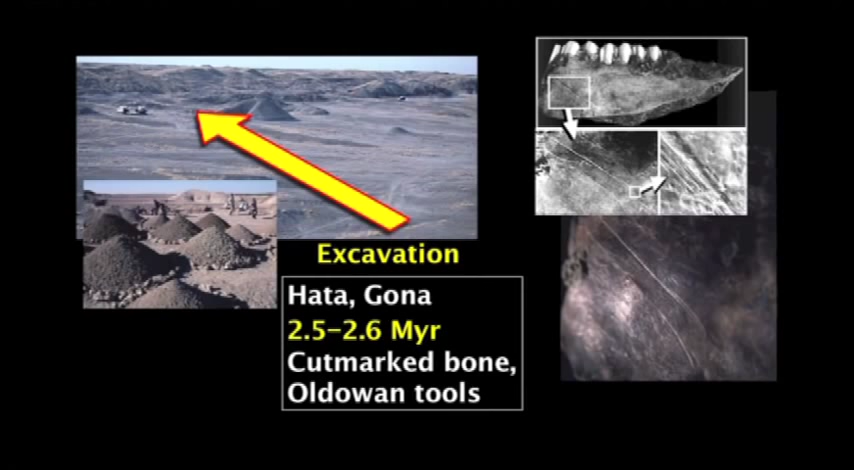 Excavation
Hata, Gona
2.5–2.6 Myr
Cutmarked bone,
Oldowan tools